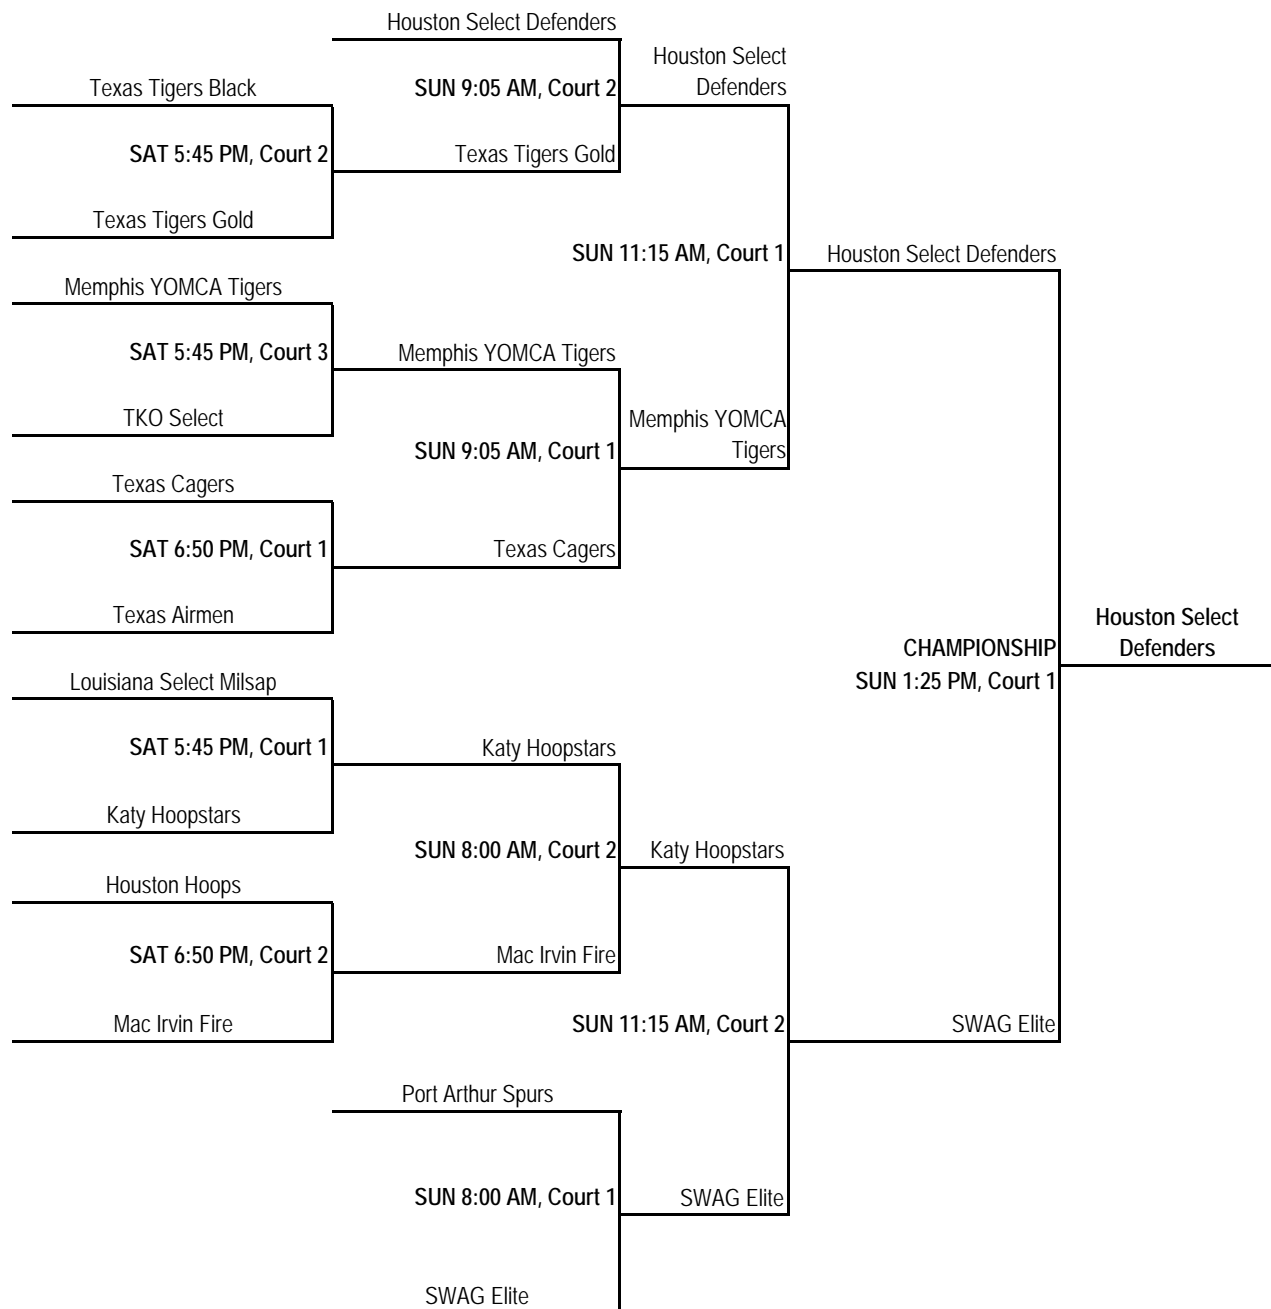 Houston Select Defenders
Houston Select
Defenders
Texas Tigers Black
SUN 9:05 AM, Court 2
SAT 5:45 PM, Court 2
Texas Tigers Gold
Texas Tigers Gold
SUN 11:15 AM, Court 1
Houston Select Defenders
Memphis YOMCA Tigers
SAT 5:45 PM, Court 3
Memphis YOMCA Tigers
TKO Select
Memphis YOMCA
Tigers
SUN 9:05 AM, Court 1
Texas Cagers
SAT 6:50 PM, Court 1
Texas Cagers
Texas Airmen
Houston Select
Defenders
CHAMPIONSHIP
SUN 1:25 PM, Court 1
Louisiana Select Milsap
SAT 5:45 PM, Court 1
Katy Hoopstars
Katy Hoopstars
SUN 8:00 AM, Court 2
Katy Hoopstars
Houston Hoops
SAT 6:50 PM, Court 2
Mac Irvin Fire
Mac Irvin Fire
SUN 11:15 AM, Court 2
SWAG Elite
Port Arthur Spurs
SUN 8:00 AM, Court 1
SWAG Elite
SWAG Elite